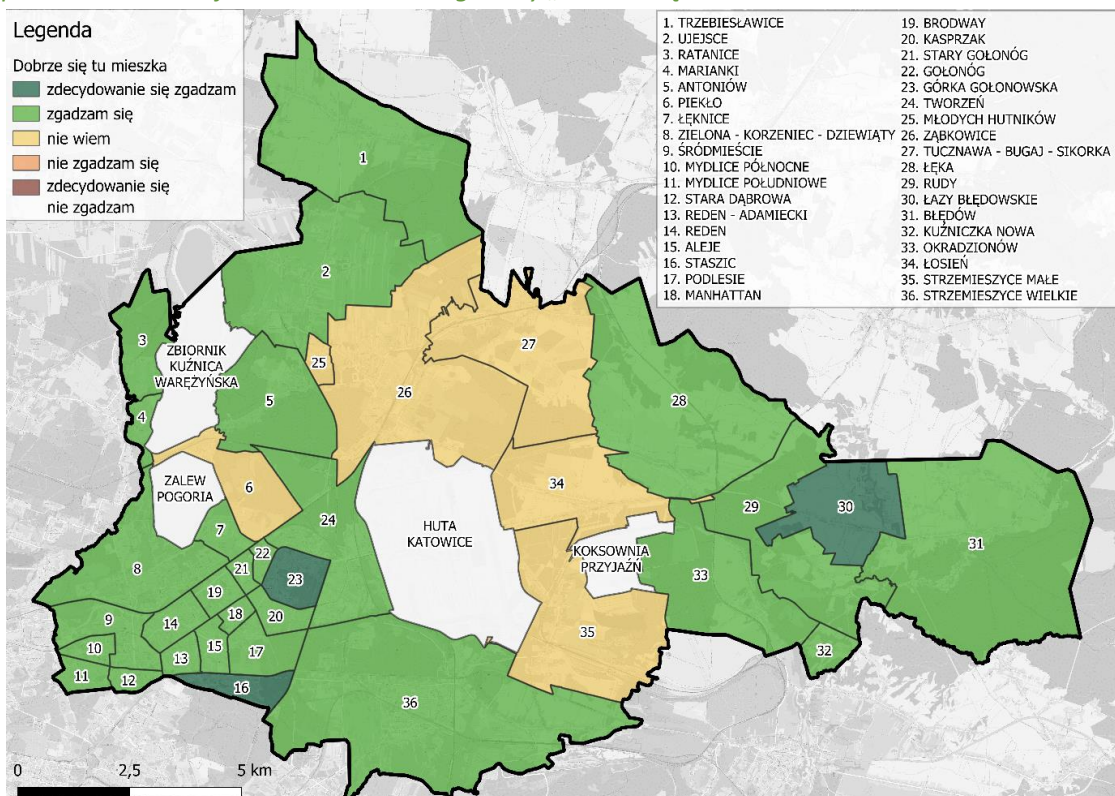 Legenda
Dobrze się tu mieszka
zdecydowanie się zgadzam
zgadzam się
nie wiem
nie zgadzam się
zdecydowanie się
nie zgadzam
1. TRZEBIESŁAWICE
2. UJEJSCE
3. RATANICE
4. MARIANKI
5. ANTONIÓW
6. PIEKŁO
7. ŁĘKNICE
8. ZIELONA - KORZENIEC - DZIEWIĄTY
9. ŚRÓDMIEŚCIE
10. MYDLICE PÓŁNOCNE
11. MYDLICE POŁUDNIOWE
12. STARA DĄBROWA
13. REDEN - ADAMIECKI
14. REDEN
15. ALEJE
16. STASZIC
17. PODLESIE
18. MANHATTAN
19. BRODWAY
20. KASPRZAK
21. STARY GOŁONÓG
22. GOŁONÓG
23. GÓRKA GOŁONOWSKA
24. TWORZEŃ
25. MŁODYCH HUTNIKÓW
26. ZĄBKOWICE
27. TUCZNAWA - BUGAJ - SIKORKA
28. ŁĘKA
29. RUDY
30. ŁAZY BŁĘDOWSKIE
31. BŁĘDÓW
32. KUŹNICZKA NOWA
33. OKRADZIONÓW
34. ŁOSIEŃ
35. STRZEMIESZYCE MAŁE
36. STRZEMIESZYCE WIELKIE
1
2
3
ZBIORNIK
KUŹNICA
WARĘŻYŃSKA
25
27
26
5
28
4
ZALEW
POGORIA
6
34
30
24
HUTA
KATOWICE
29
7
22
KOKSOWNIA
PRZYJAŹŃ
31
8
21
23
33
19
9
18
20
14
35
10
15
17
13
32
11
12
16
36
0
2,5
5 km